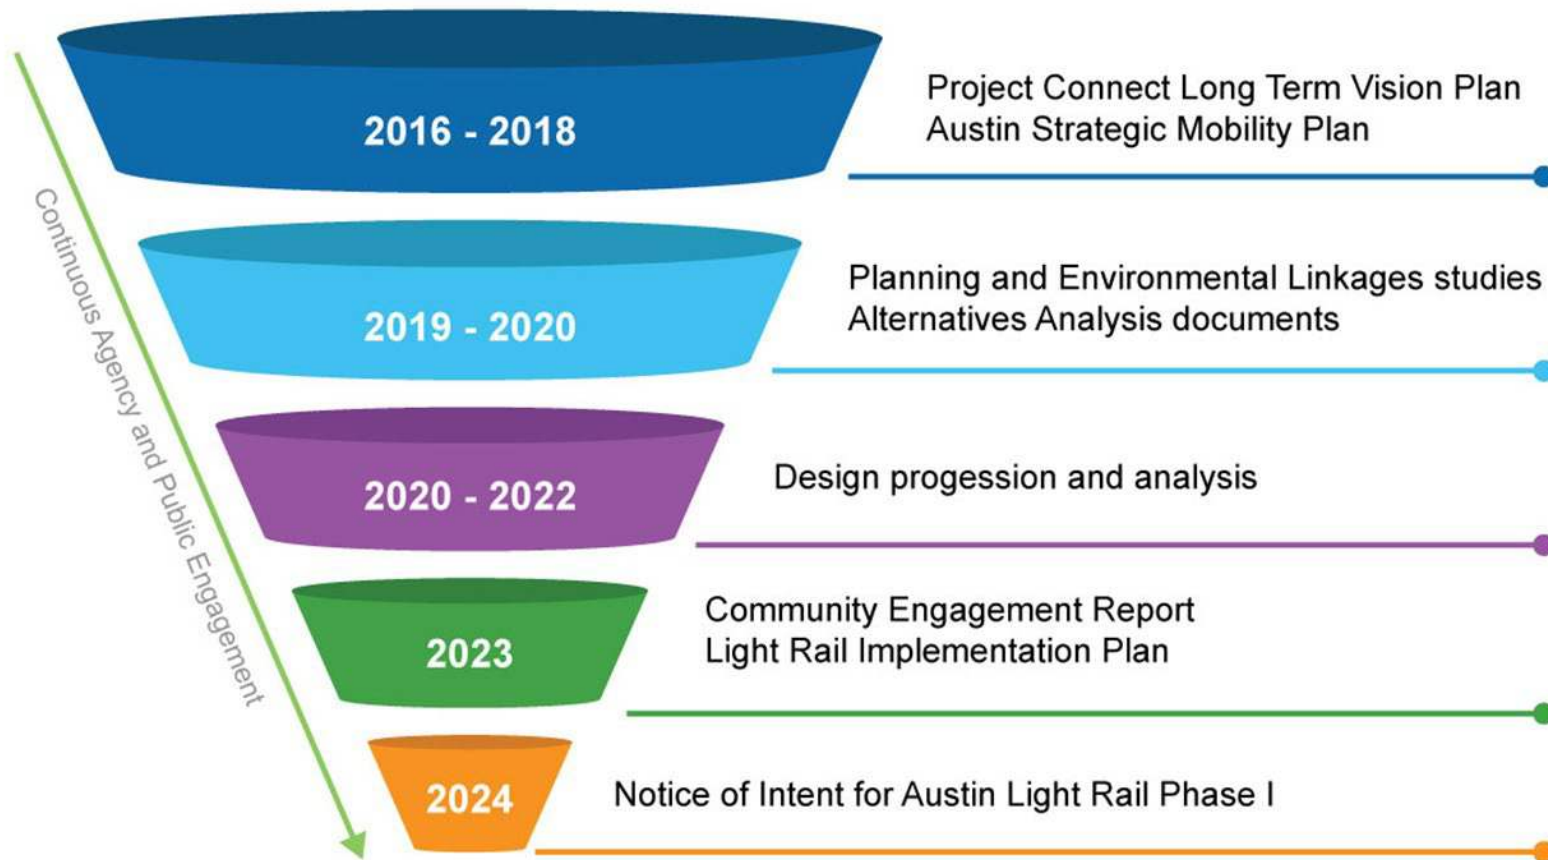 2016 - 2018
Project Connect Long Term Vision Plan
Austin Strategic Mobility Plan
2019 - 2020
Planning and Environmental Linkages studies
Alternatives Analysis documents
2020 - 2022
Design progession and analysis
2023
Community Engagement Report
Light Rail Implementation Plan
2024
Notice of Intent for Austin Light Rail Phase I
Continuous Agency and Public Engagement